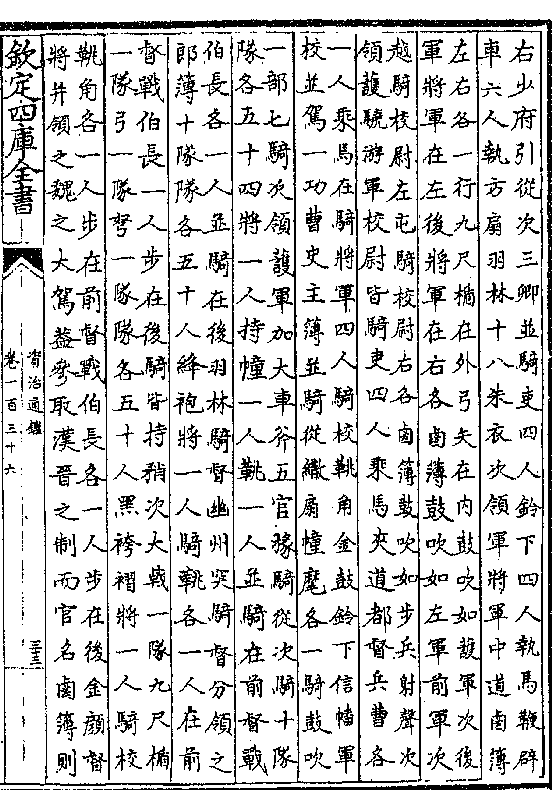 右少府引從次三卿並騎吏四人鈴下四人執馬鞭辟
車六人執方扇羽林十八朱衣次領軍將軍中道鹵簿
左右各一行九尺楯在外弓矢在內鼓吹如護軍次後
軍將軍在左後將軍在右各鹵簿鼓吹如左軍前軍次
越騎校尉左屯騎校尉右各鹵簿鼓吹如步兵射聲次
領護驍游軍校尉皆騎吏四人乘馬夾道都督兵曹各
一人乘馬在騎將軍四人騎校鞉角金鼓鈴下信幡軍
校並駕一功曹史主薄並騎從繖扇幢麾各一騎鼓吹
一部七騎次領護軍加大車斧五官掾騎從次騎十隊
隊各五十四將一人持幢一人鞉一人並騎在前督戰
伯長各一人並騎在後羽林騎督幽州突騎督分領之
郎簿十隊隊各五十人絳袍將一人騎鞉各一人在前
督戰伯長一人步在後騎皆持矟次大戟一隊九尺楯
一隊弓一隊弩一隊隊各五十人黑袴褶將一人騎校
鞉角各一人步在前督戰伯長各一人步在後金顔督
將并領之魏之大駕蓋參取漢晉之制而官名鹵簿則
欽定四庫全書
資治通鑑
卷一百三十六
三十三